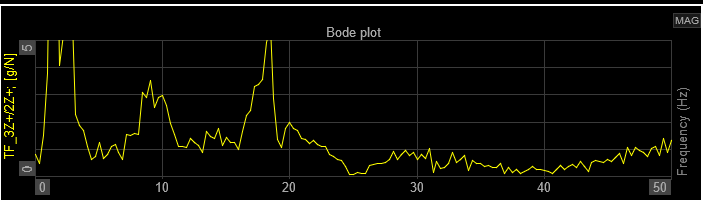 MAG
Bode plot
5
TF_3Z+/2Z+; [g/N]
0
Frequency (Hz)
0 10 20 30 40 50